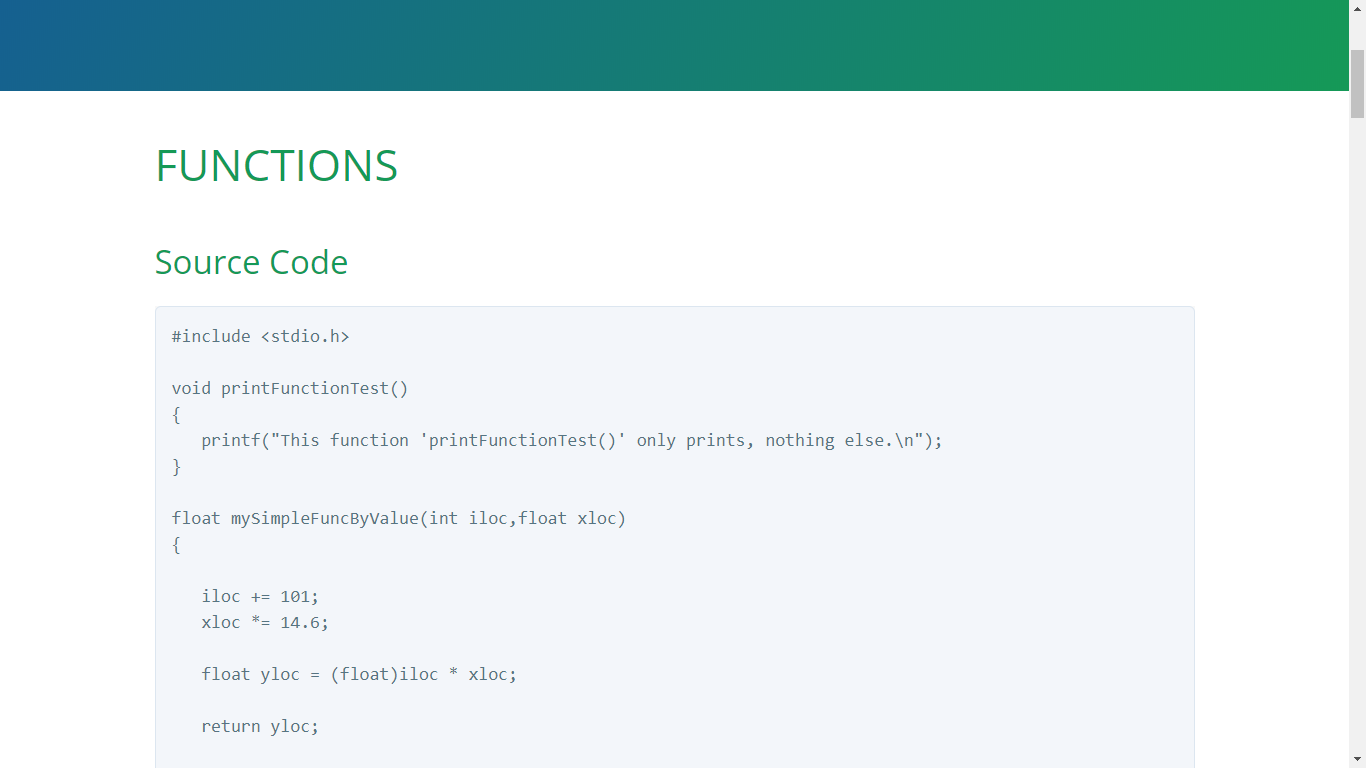 FUNCTIONS
Source Code
#include <stdio.h>
void printFunctionTest()
{
   printf("This function 'printFunctionTest()' only prints, nothing else.\n");
}
float mySimpleFuncByValue(int iloc,float xloc)
{
   iloc += 101;
   xloc *= 14.6;
   float yloc = (float)iloc * xloc;
   return yloc;